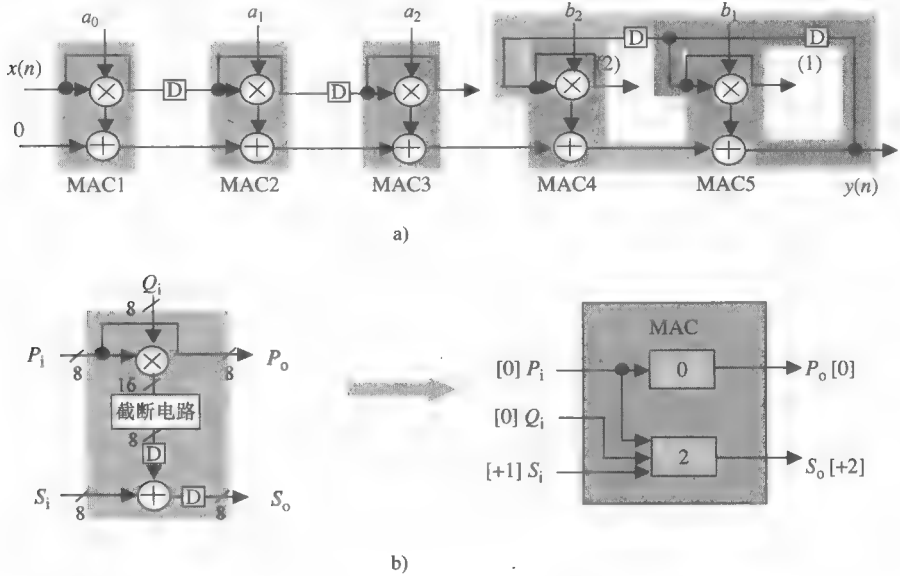 a₀ a₁ a₂ b₂ b₁
D D
x(n) × D × D × × (2) × (1)
0 + + + + +
MAC1 MAC2 MAC3 MAC4 MAC5 y(n)
a)
Qᵢ
8
Pᵢ 8 × 8 Pₒ
16
截断电路
8
D
Sᵢ 8 + D 8 Sₒ
MAC
[0] Pᵢ 0 Pₒ [0]
[0] Qᵢ
[+1] Sᵢ 2 Sₒ [+2]
b)